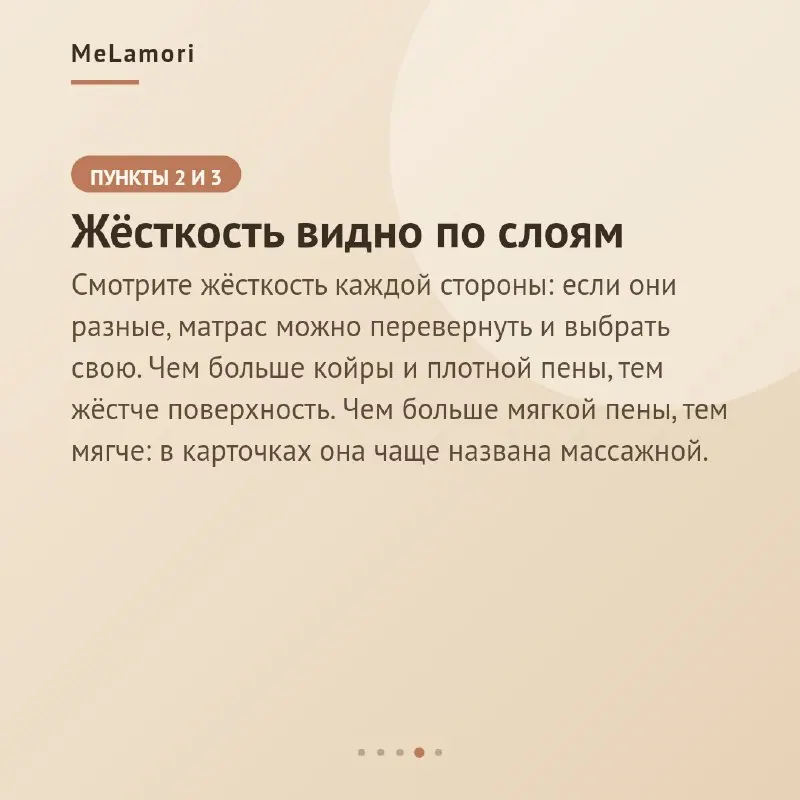 MeLamori
ПУНКТЫ 2 И 3
Жёсткость видно по слоям
Смотрите жёсткость каждой стороны: если они
разные, матрас можно перевернуть и выбрать
свою. Чем больше койры и плотной пены, тем
жёстче поверхность. Чем больше мягкой пены, тем
мягче: в карточках она чаще названа массажной.